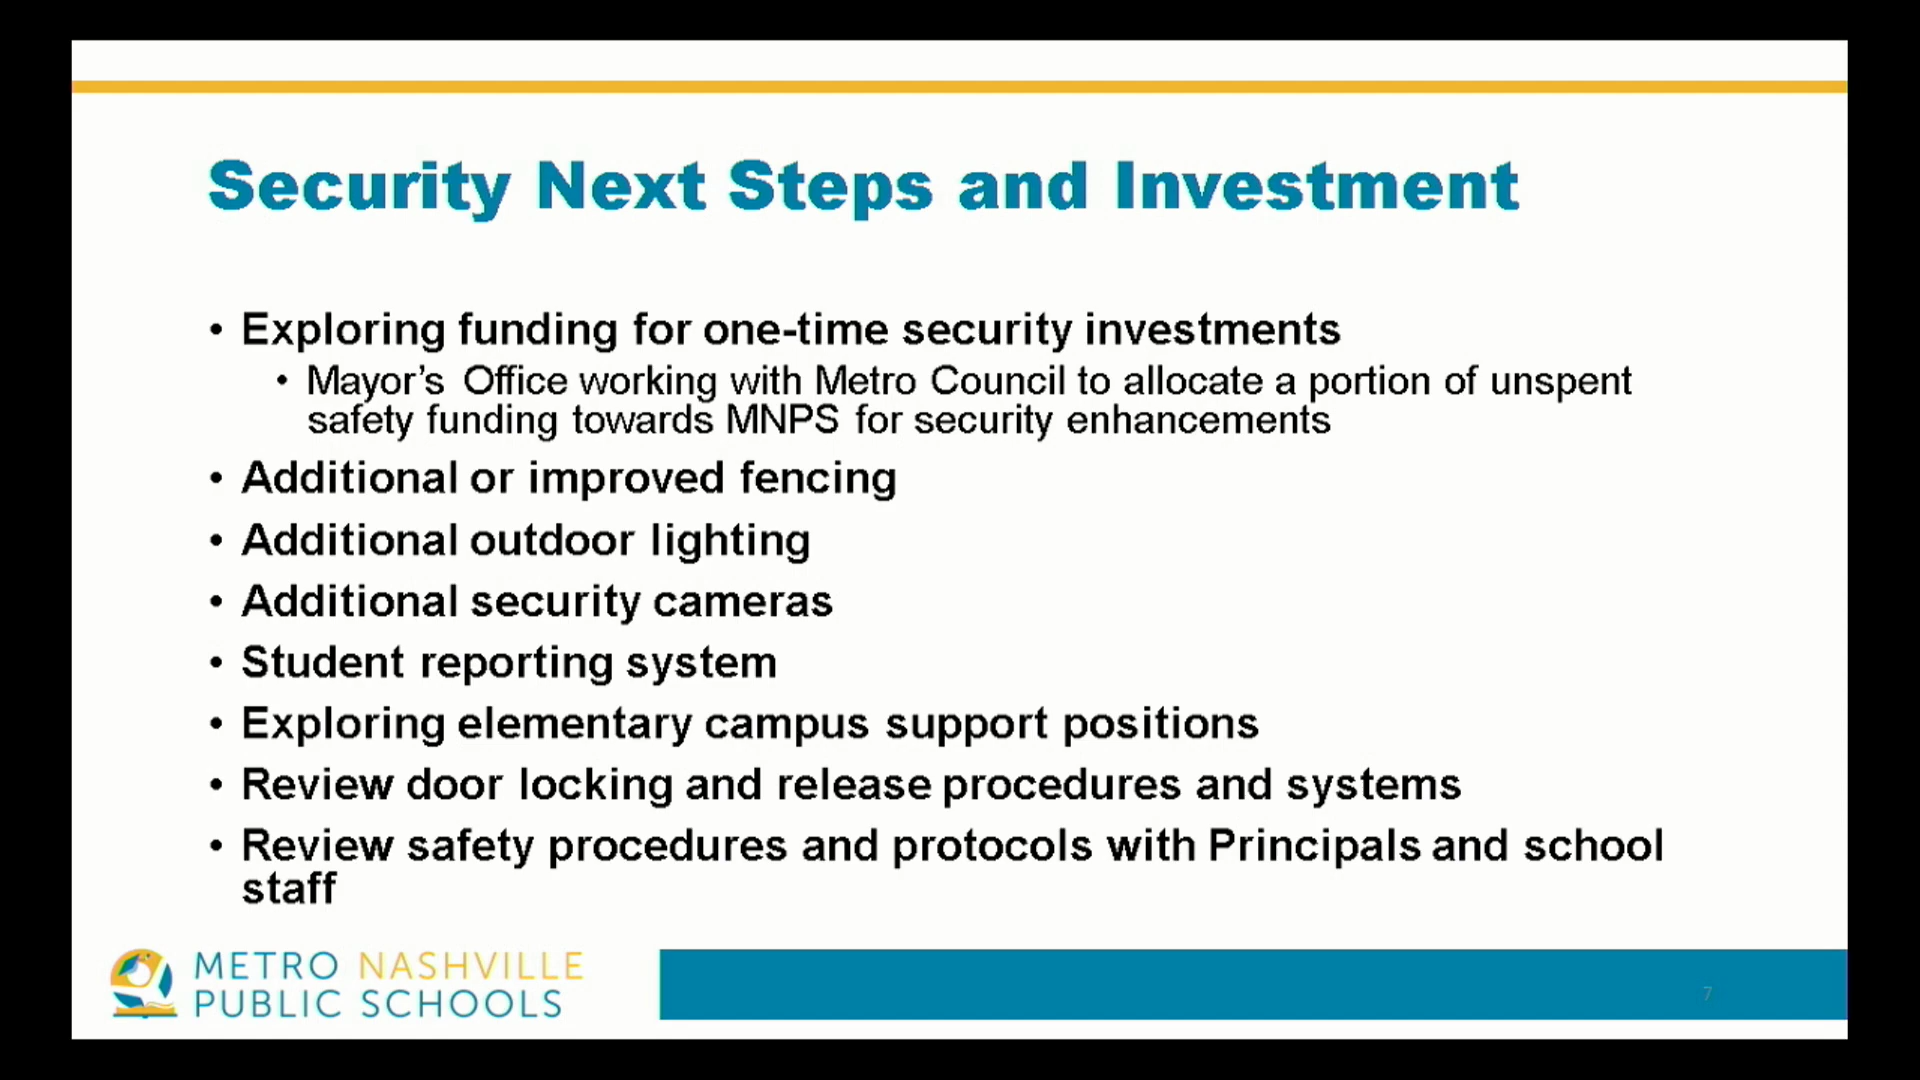 Security Next Steps and Investment
• Exploring funding for one-time security investments
• Mayor’s Office working with Metro Council to allocate a portion of unspent
safety funding towards MNPS for security enhancements
• Additional or improved fencing
• Additional outdoor lighting
• Additional security cameras
• Student reporting system
• Exploring elementary campus support positions
• Review door locking and release procedures and systems
• Review safety procedures and protocols with Principals and school
staff
METRO NASHVILLE
PUBLIC SCHOOLS
7